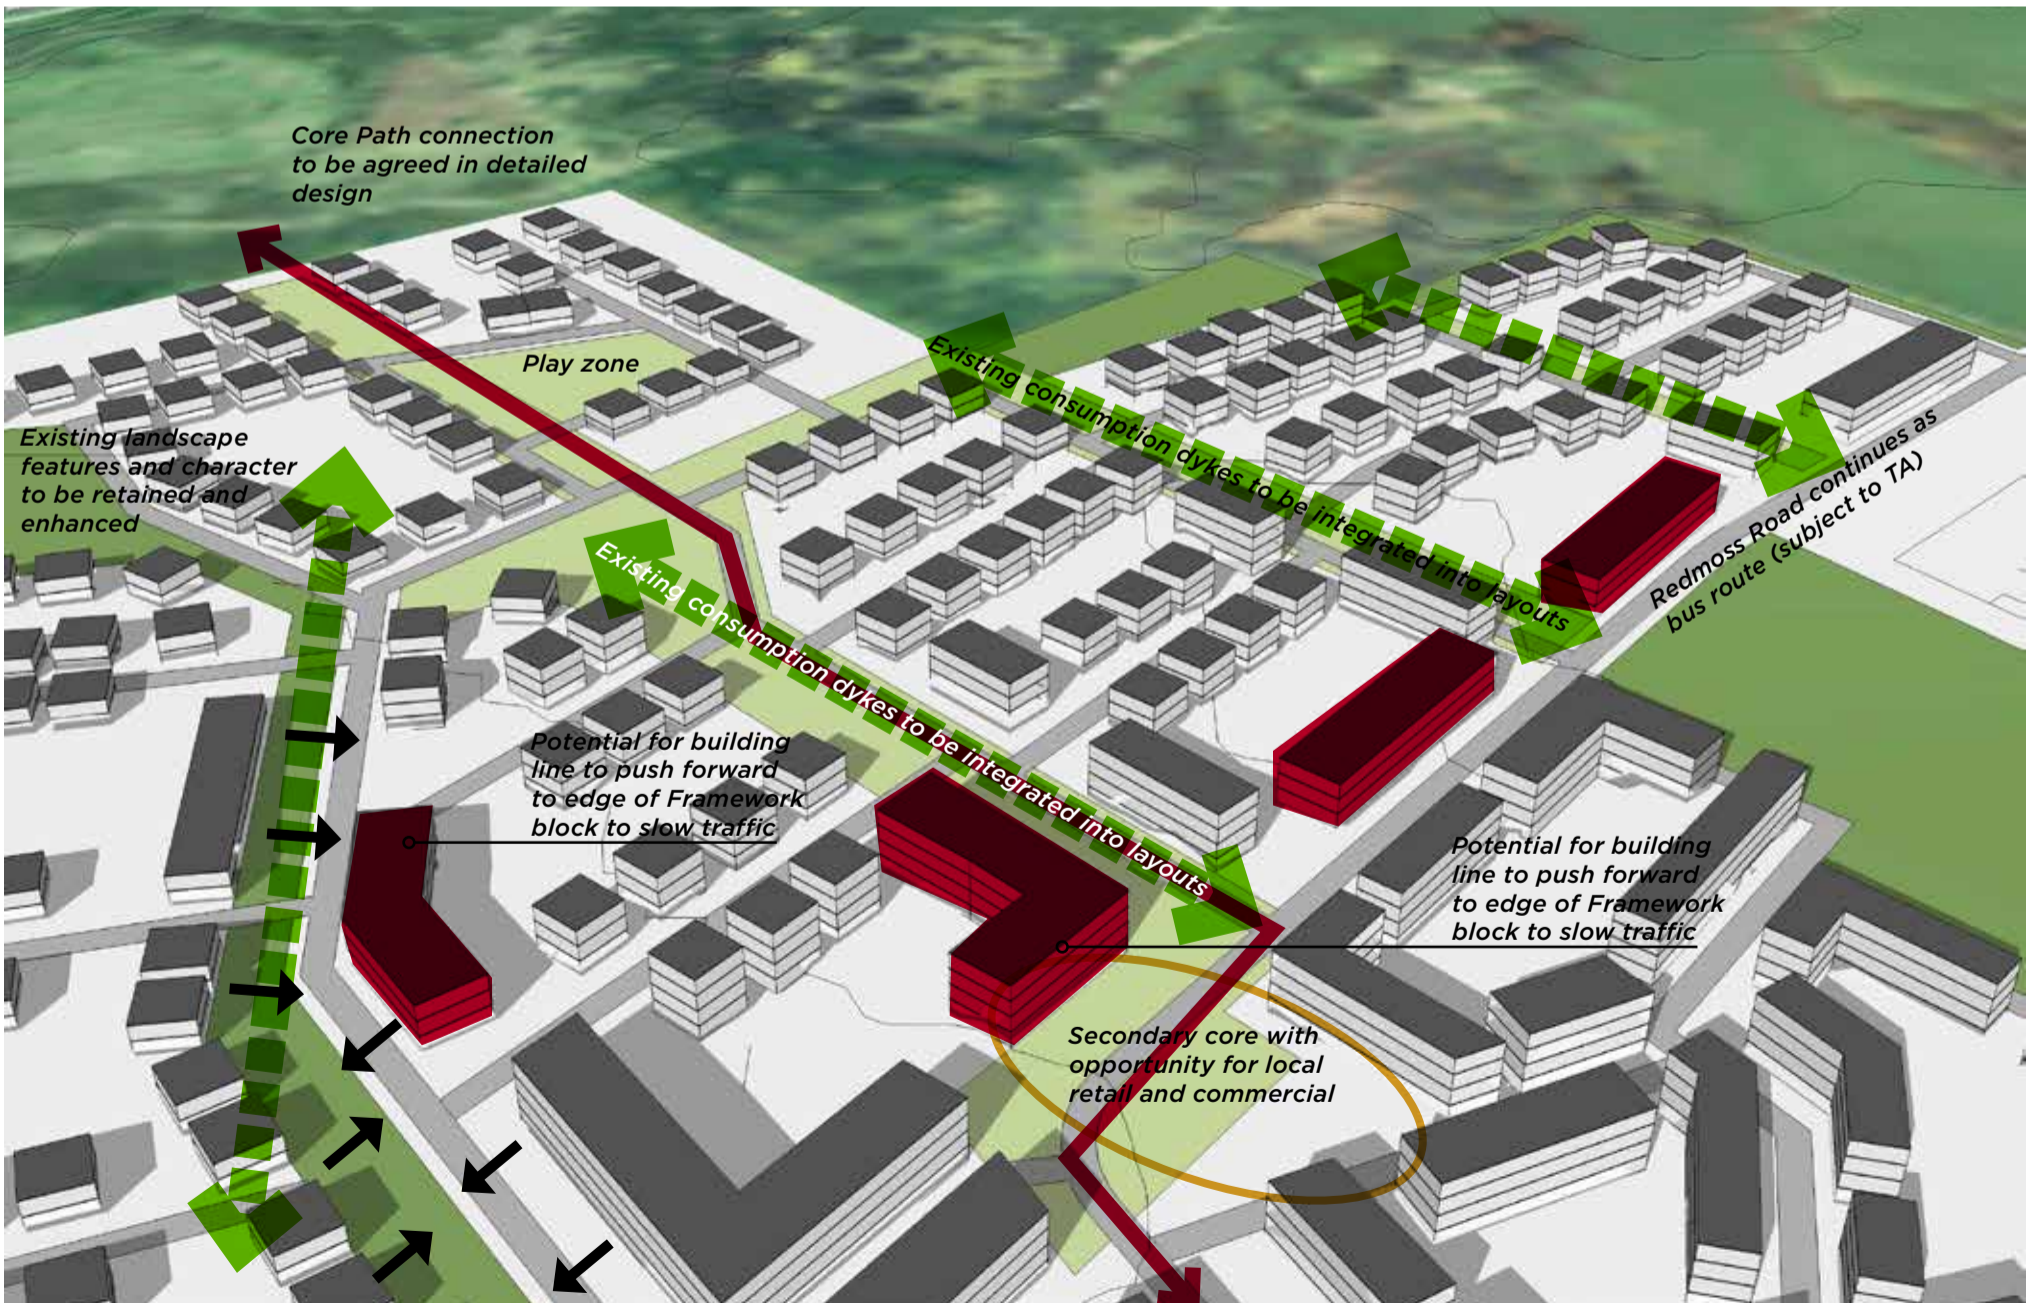 Core Path connection
to be agreed in detailed
design
Play zone
Existing landscape
features and character
to be retained and
enhanced
Existing consumption dykes to be integrated into layouts
Existing consumption dykes to be integrated into layouts
Redmoss Road continues as
bus route (subject to TA)
Potential for building
line to push forward
to edge of Framework
block to slow traffic
Potential for building
line to push forward
to edge of Framework
block to slow traffic
Secondary core with
opportunity for local
retail and commercial